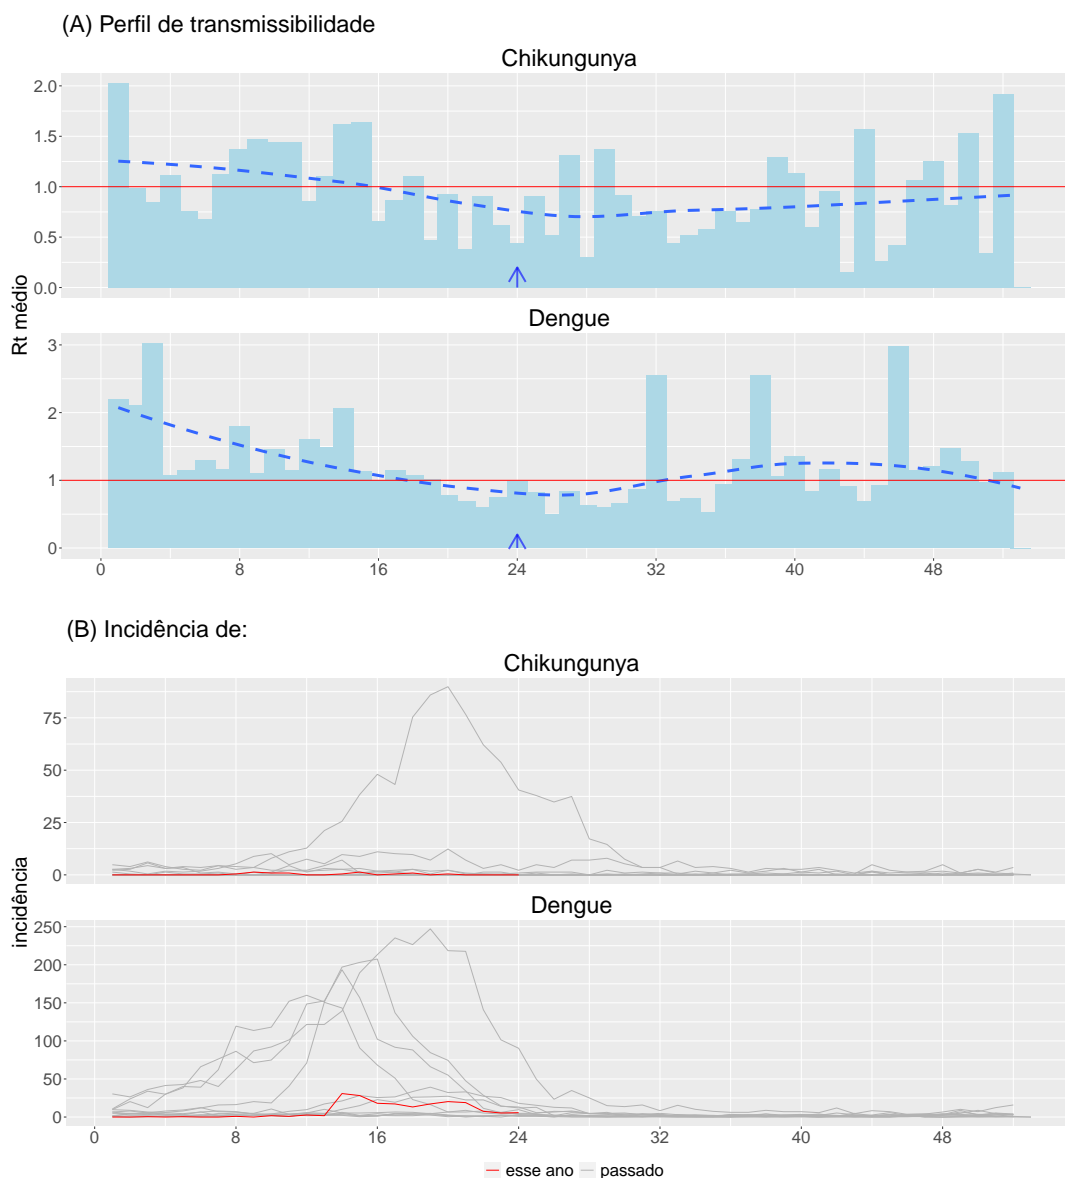 (A) Perfil de transmissibilidade
Chikungunya
2.0
1.5
1.0
0.5
0.0
Rt médio
Dengue
3
2
1
0
0 8 16 24 32 40 48
(B) Incidência de:
Chikungunya
75
50
25
0
incidência
Dengue
250
200
150
100
50
0
0 8 16 24 32 40 48
esse ano passado